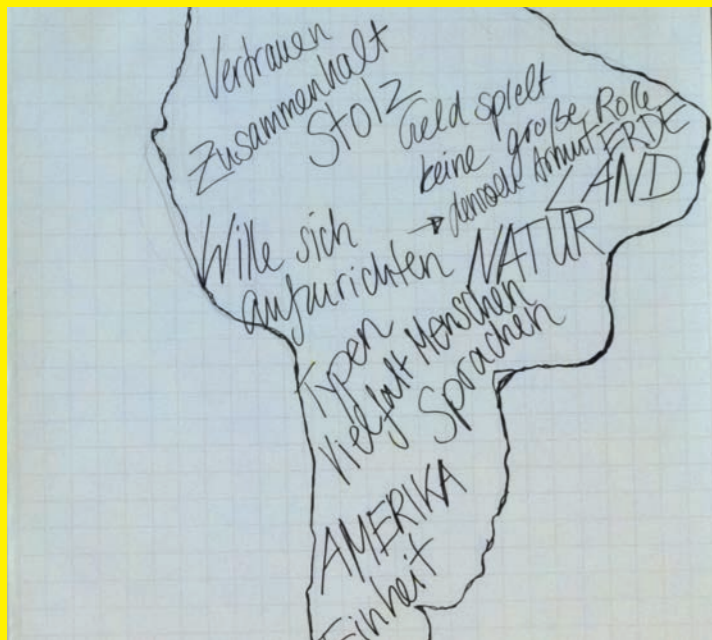 Vertrauen
Zusammenhalt
Stolz
Geld spielt
keine große Rolle
→ dennoch Armut
ERDE
LAND
NATUR
Wille sich
aufzurichten
Typen
Vielfalt Menschen
Sprachen
AMERIKA
Einheit